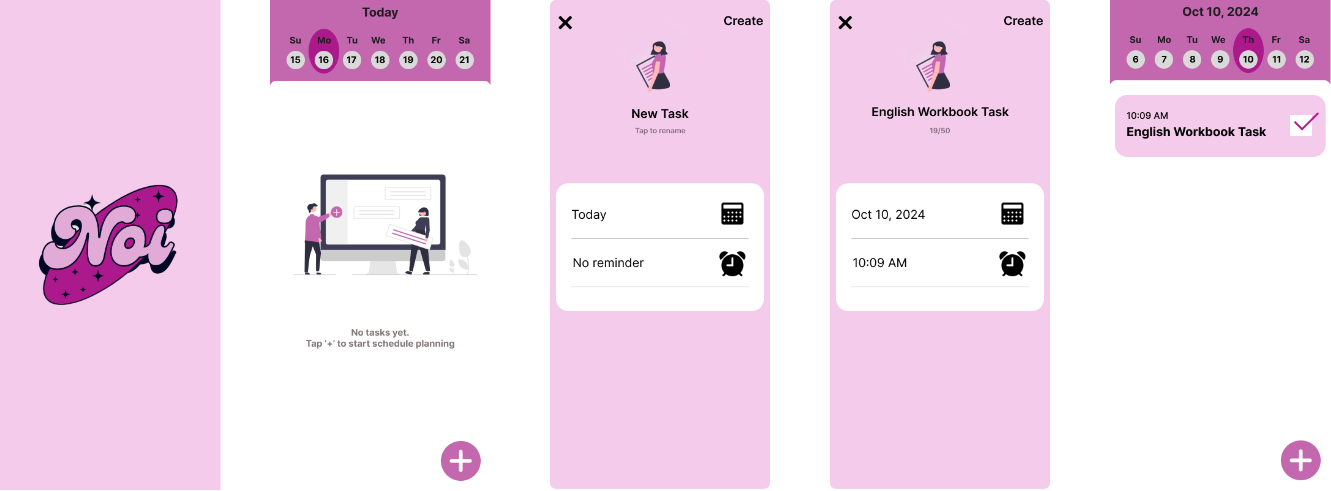 Noi
Today
Su Mo Tu We Th Fr Sa
15 16 17 18 19 20 21
No tasks yet.
Tap '+' to start schedule planning
Create
New Task
Tap to rename
Today
No reminder
Create
English Workbook Task
19/50
Oct 10, 2024
10:09 AM
Oct 10, 2024
Su Mo Tu We Th Fr Sa
6 7 8 9 10 11 12
10:09 AM
English Workbook Task